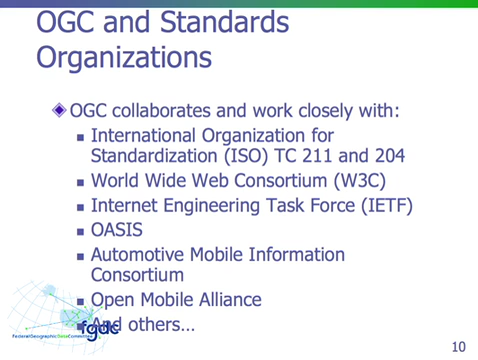 OGC and Standards
Organizations
OGC collaborates and work closely with:
International Organization for
Standardization (ISO) TC 211 and 204
World Wide Web Consortium (W3C)
Internet Engineering Task Force (IETF)
OASIS
Automotive Mobile Information
Consortium
Open Mobile Alliance
And others…
fgdc
Federal Geographic Data Committee
10